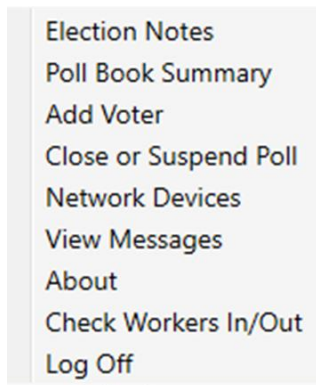 Election Notes
Poll Book Summary
Add Voter
Close or Suspend Poll
Network Devices
View Messages
About
Check Workers In/Out
Log Off